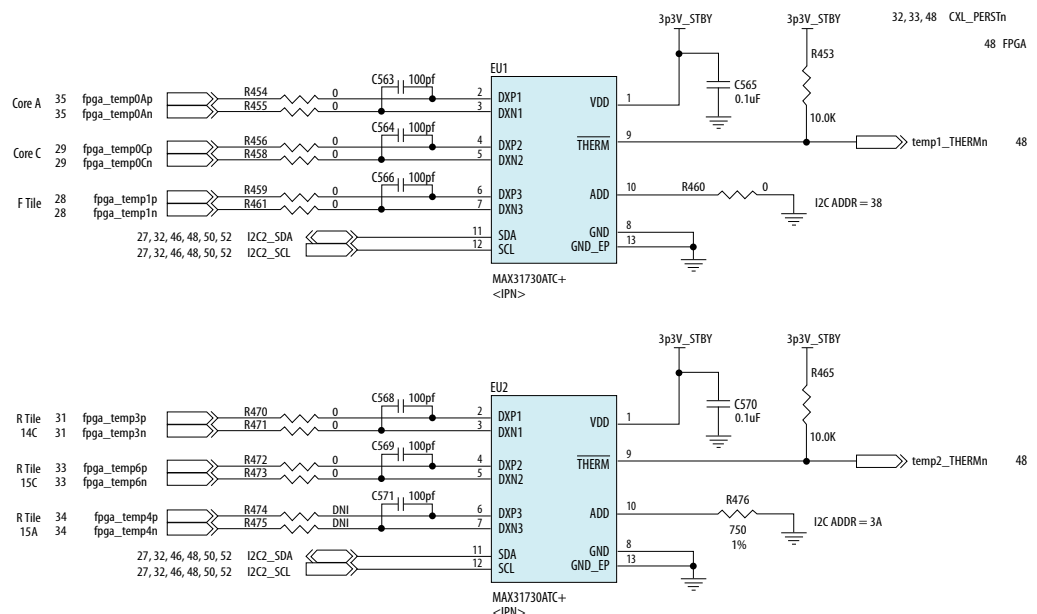 3p3V_STBY 3p3V_STBY 32, 33, 48 CXL_PERSTn
48 FPGA
R453
EU1
C563 100pf
C565
0.1uF
Core A 35 fpga_temp0Ap R454 0 2 DXP1 VDD 1
35 fpga_temp0An R455 3 DXN1
10.0K
C564 100pf
Core C 29 fpga_temp0Cp R456 0 4 DXP2 THERM 9 temp1_THERMn 48
29 fpga_temp0Cn R458 0 5 DXN2
C566 100pf
F Tile 28 fpga_temp1p R459 0 6 DXP3 ADD 10 R460 0
28 fpga_temp1n R461 0 7 DXN3 I2C ADDR = 38
27, 32, 46, 48, 50, 52 I2C2_SDA 11 SDA GND 8
27, 32, 46, 48, 50, 52 I2C2_SCL 12 SCL GND_EP 13
MAX31730ATC+
<IPN>
3p3V_STBY 3p3V_STBY
R465
EU2
C568 100pf
C570
0.1uF
R Tile 31 fpga_temp3p R470 0 2 DXP1 VDD 1
14C 31 fpga_temp3n R471 0 3 DXN1
10.0K
C569 100pf
R Tile 33 fpga_temp6p R472 0 4 DXP2 THERM 9 temp2_THERMn 48
15C 33 fpga_temp6n R473 0 5 DXN2
C571 100pf
R Tile 34 fpga_temp4p R474 DNI 6 DXP3 ADD 10 R476
15A 34 fpga_temp4n R475 DNI 7 DXN3 750 I2C ADDR = 3A
1%
27, 32, 46, 48, 50, 52 I2C2_SDA 11 SDA GND 8
27, 32, 46, 48, 50, 52 I2C2_SCL 12 SCL GND_EP 13
MAX31730ATC+
<IPN>